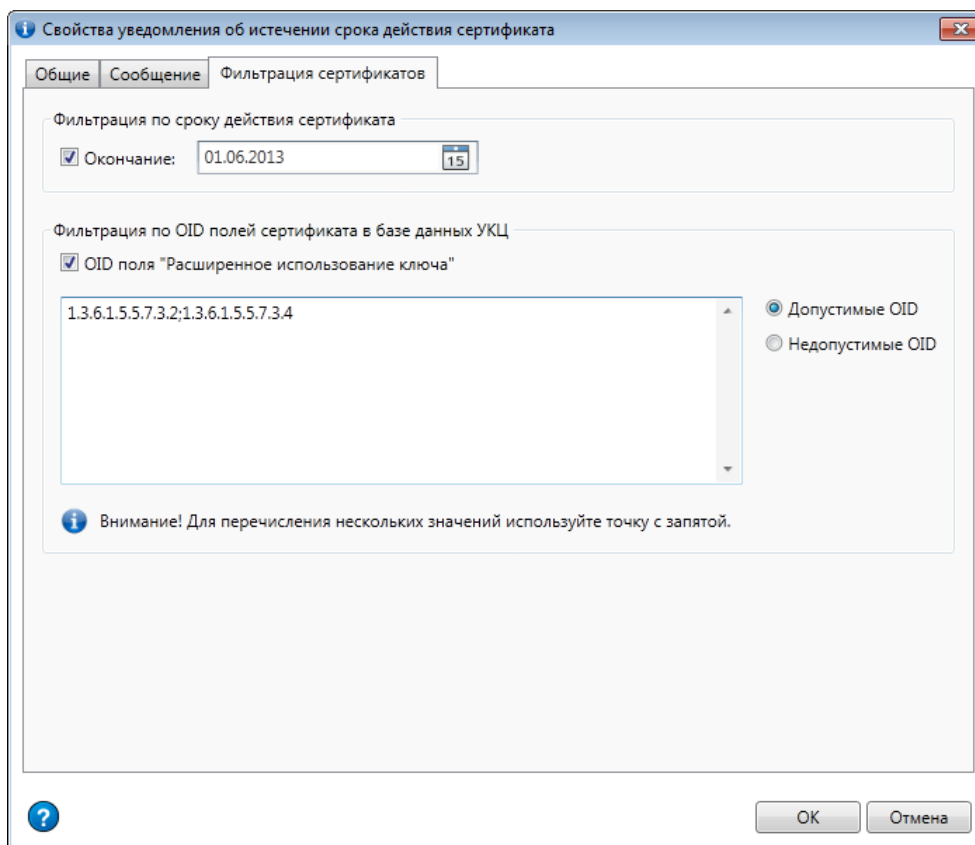 Свойства уведомления об истечении срока действия сертификата
Общие
Сообщение
Фильтрация сертификатов
Фильтрация по сроку действия сертификата
Окончание:
01.06.2013
15
Фильтрация по OID полей сертификата в базе данных УКЦ
OID поля "Расширенное использование ключа"
1.3.6.1.5.5.7.3.2;1.3.6.1.5.5.7.3.4
Допустимые OID
Недопустимые OID
Внимание! Для перечисления нескольких значений используйте точку с запятой.
ОК
Отмена